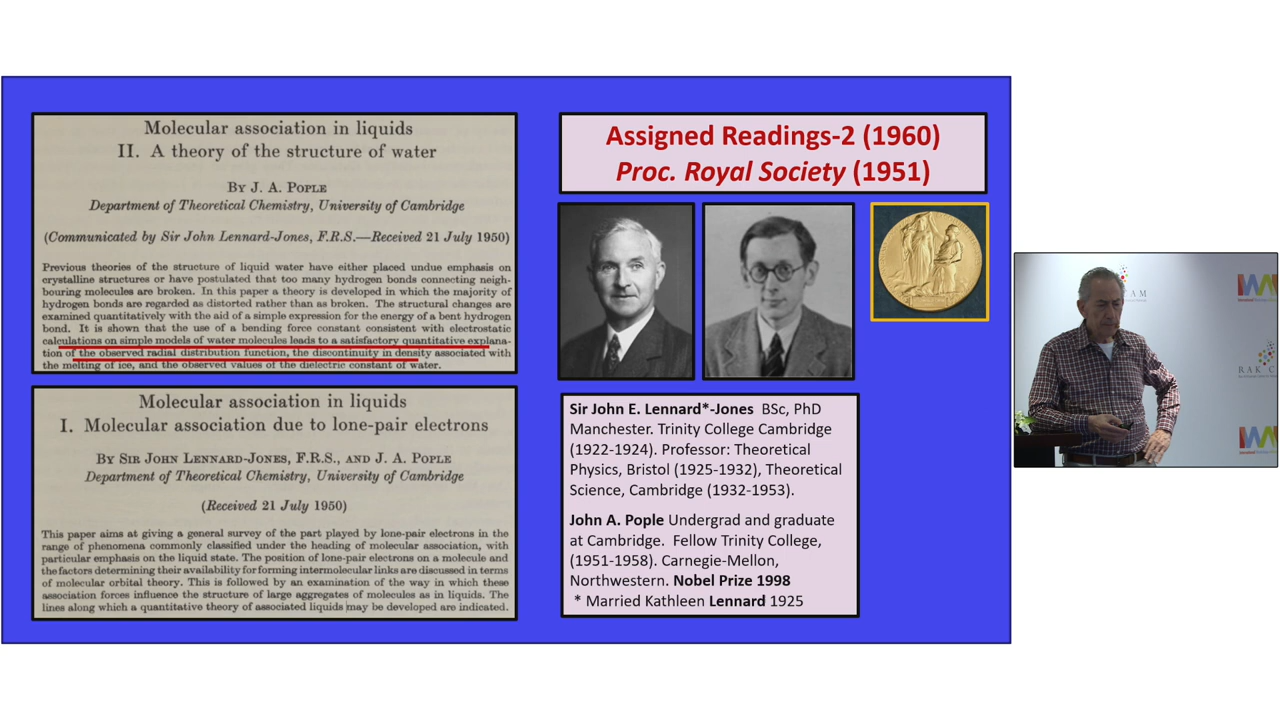 Molecular association in liquids
II. A theory of the structure of water
By J. A. Pople
Department of Theoretical Chemistry, University of Cambridge
(Communicated by Sir John Lennard-Jones, F.R.S.—Received 21 July 1950)
Previous theories of the structure of liquid water have either placed undue emphasis on
crystalline structures or have postulated that too many hydrogen bonds connecting neigh-
bouring molecules are broken. In this paper a theory is developed in which the majority of
hydrogen bonds are regarded as distorted rather than as broken. The structural changes are
examined quantitatively with the aid of a simple expression for the energy of a bent hydrogen
bond. It is shown that the use of a bending force constant consistent with electrostatic
calculations on simple models of water molecules leads to a satisfactory quantitative explana-
tion of the observed radial distribution function, the discontinuity in density associated with
the melting of ice, and the observed values of the dielectric constant of water.
Molecular association in liquids
I. Molecular association due to lone-pair electrons
By Sir John Lennard-Jones, F.R.S., and J. A. Pople
Department of Theoretical Chemistry, University of Cambridge
(Received 21 July 1950)
This paper aims at giving a general survey of the part played by lone-pair electrons in the
range of phenomena commonly classified under the heading of molecular association, with
particular emphasis on the liquid state. The position of lone-pair electrons on a molecule and
the factors determining their availability for forming intermolecular links are discussed in terms
of molecular orbital theory. This is followed by an examination of the way in which these
association forces influence the structure of large aggregates of molecules as in liquids. The
lines along which a quantitative theory of associated liquids may be developed are indicated.
Assigned Readings-2 (1960)
Proc. Royal Society (1951)
Sir John E. Lennard*-Jones BSc, PhD
Manchester. Trinity College Cambridge
(1922-1924). Professor: Theoretical
Physics, Bristol (1925-1932), Theoretical
Science, Cambridge (1932-1953).
John A. Pople Undergrad and graduate
at Cambridge. Fellow Trinity College,
(1951-1958). Carnegie-Mellon,
Northwestern. Nobel Prize 1998
* Married Kathleen Lennard 1925
AM
IWA
RAK C
IWA